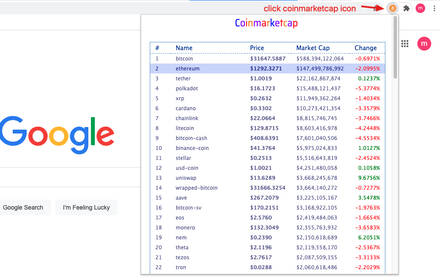 click coinmarketcap icon
m
Coinmarketcap
# Name Price Market Cap Change
1 bitcoin $31647.5887 $588,394,122,064 -0.6971%
2 ethereum $1292.3271 $147,499,786,992 -2.0995%
3 tether $1.0019 $22,162,867,874 0.1237%
4 polkadot $16.1723 $15,488,121,437 -5.3774%
5 xrp $0.2632 $11,949,362,264 -1.4034%
6 cardano $0.3302 $10,273,421,354 -3.3579%
7 chainlink $22.0664 $8,815,746,745 -3.7466%
8 litecoin $129.8715 $8,603,416,978 -4.2448%
9 bitcoin-cash $408.6391 $7,601,040,506 -4.5534%
10 binance-coin $41.3764 $5,975,024,833 1.0127%
11 stellar $0.2513 $5,516,643,819 -2.4524%
12 usd-coin $1.0021 $4,251,480,058 0.1058%
13 uniswap $13.6289 $3,668,245,678 9.6756%
14 wrapped-bitcoin $31666.3254 $3,664,140,272 -0.7277%
15 aave $267.2079 $3,225,105,167 3.5478%
16 bitcoin-sv $170.2151 $3,168,922,105 -1.9763%
17 eos $2.5760 $2,419,484,063 -1.6654%
18 monero $132.3049 $2,355,763,932 -3.6583%
19 nem $0.2390 $2,150,618,689 6.2051%
20 theta $2.1196 $2,119,558,170 -2.5367%
21 tezos $2.7617 $2,087,509,155 -3.3133%
22 tron $0.0288 $2,060,618,486 -2.2029%
Google
Google Search I'm Feeling Lucky